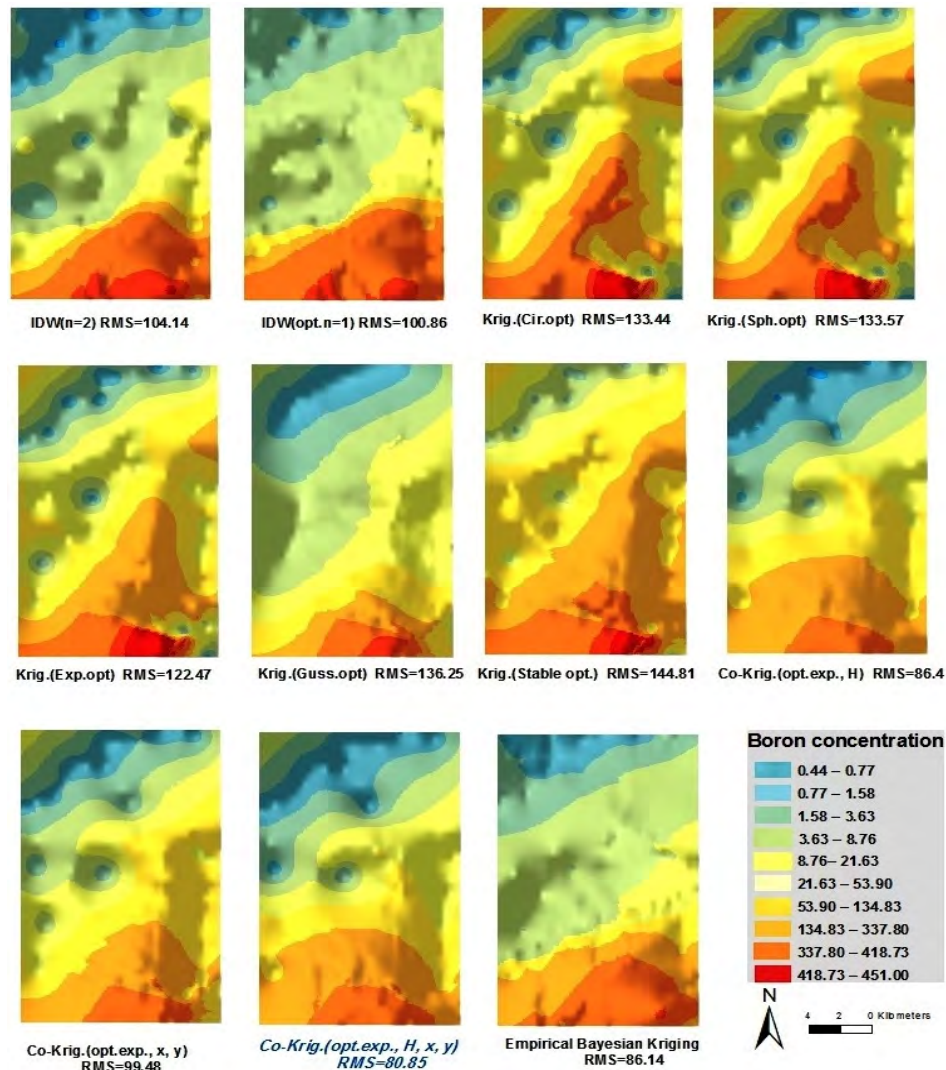 IDW(n=2) RMS=104.14
IDW(opt.n=1) RMS=100.86
Krig.(Cir.opt) RMS=133.44
Krig.(Sph.opt) RMS=133.57
Krig.(Exp.opt) RMS=122.47
Krig.(Guss.opt) RMS=136.25
Krig.(Stable opt.) RMS=144.81
Co-Krig.(opt.exp., H) RMS=86.4
Co-Krig.(opt.exp., x, y)
RMS=99.48
Co-Krig.(opt.exp., H, x, y)
RMS=80.85
Empirical Bayesian Kriging
RMS=86.14
Boron concentration
0.44 – 0.77
0.77 – 1.58
1.58 – 3.63
3.63 – 8.76
8.76– 21.63
21.63 – 53.90
53.90 – 134.83
134.83 – 337.80
337.80 – 418.73
418.73 – 451.00
N
4 2 0 Kilometers